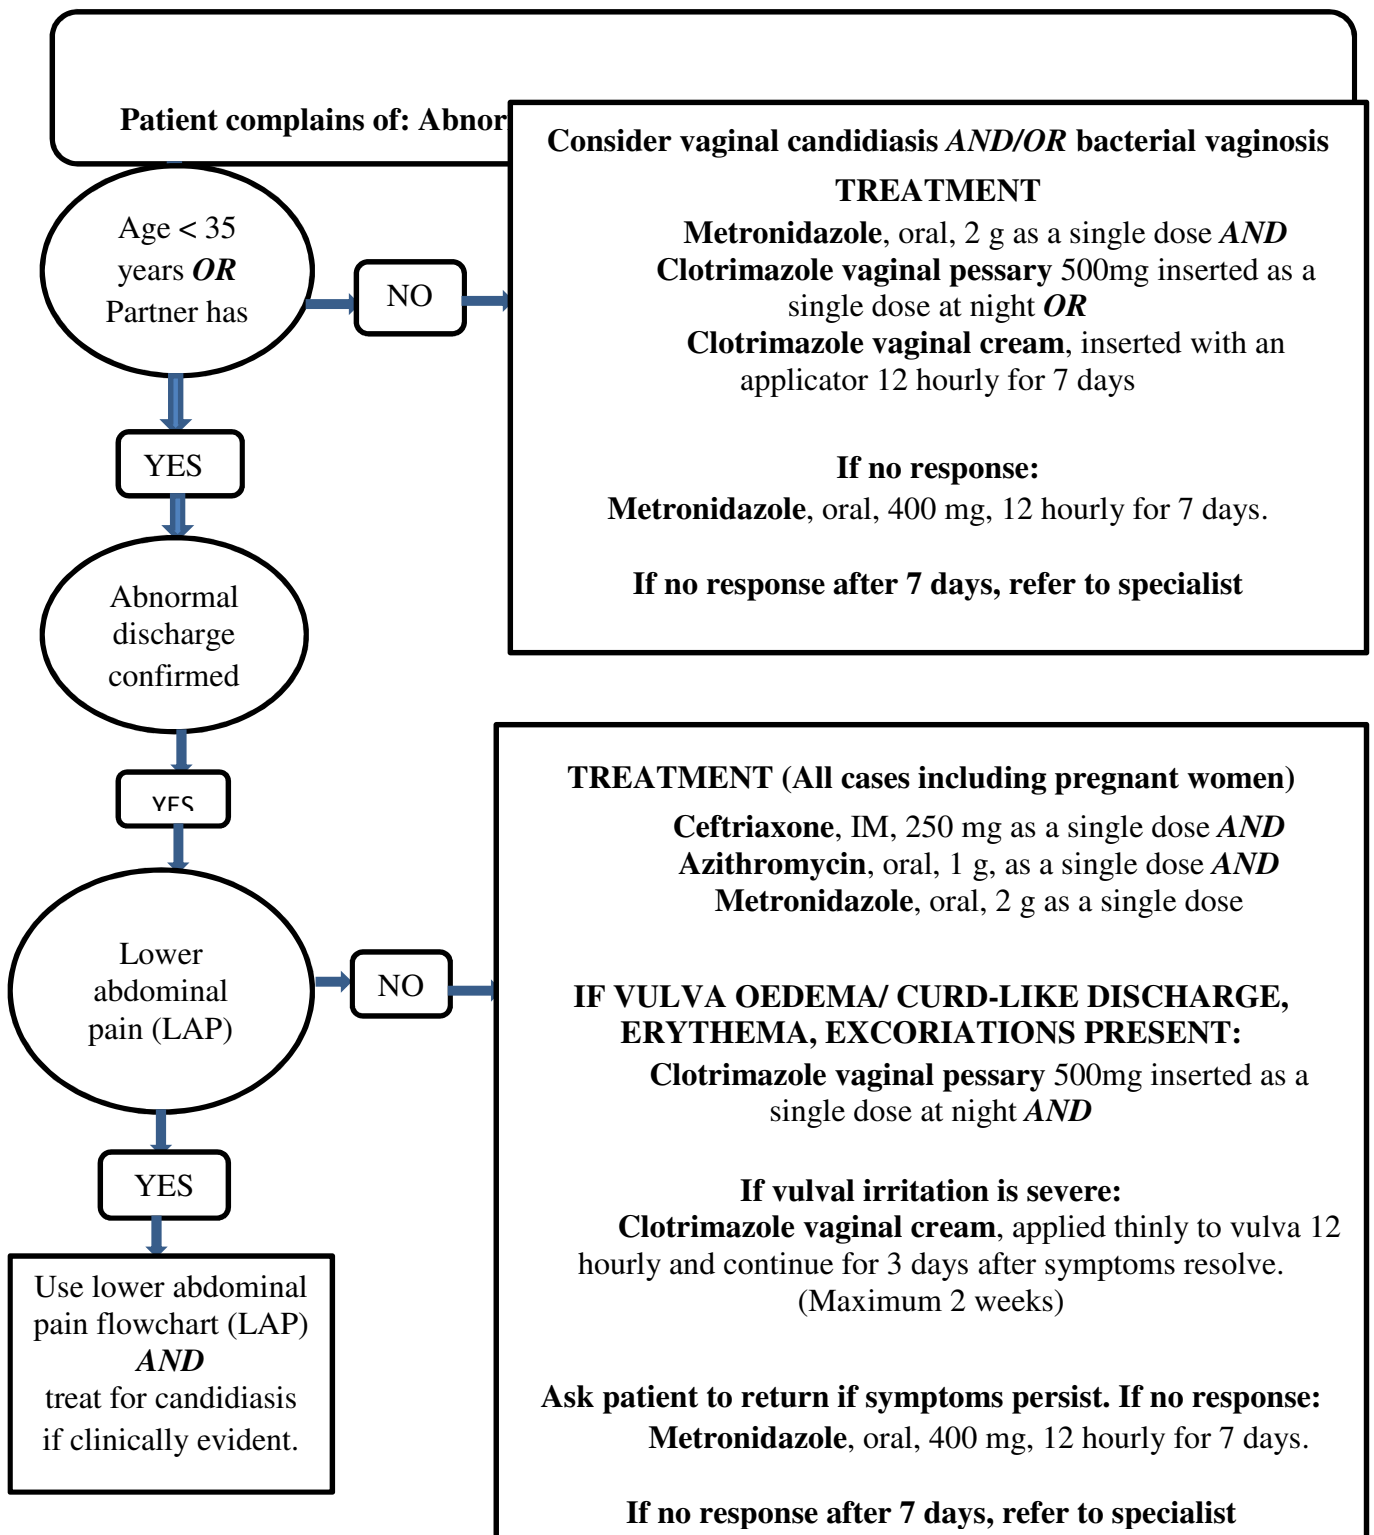 Patient complains of: Abnor
Age < 35
years OR
Partner has
NO
Consider vaginal candidiasis AND/OR bacterial vaginosis
TREATMENT
Metronidazole, oral, 2 g as a single dose AND
Clotrimazole vaginal pessary 500mg inserted as a
single dose at night OR
Clotrimazole vaginal cream, inserted with an
applicator 12 hourly for 7 days
If no response:
Metronidazole, oral, 400 mg, 12 hourly for 7 days.
If no response after 7 days, refer to specialist
YES
Abnormal
discharge
confirmed
YES
Lower
abdominal
pain (LAP)
NO
TREATMENT (All cases including pregnant women)
Ceftriaxone, IM, 250 mg as a single dose AND
Azithromycin, oral, 1 g, as a single dose AND
Metronidazole, oral, 2 g as a single dose
IF VULVA OEDEMA/ CURD-LIKE DISCHARGE,
ERYTHEMA, EXCORIATIONS PRESENT:
Clotrimazole vaginal pessary 500mg inserted as a
single dose at night AND
If vulval irritation is severe:
Clotrimazole vaginal cream, applied thinly to vulva 12
hourly and continue for 3 days after symptoms resolve.
(Maximum 2 weeks)
Ask patient to return if symptoms persist. If no response:
Metronidazole, oral, 400 mg, 12 hourly for 7 days.
If no response after 7 days, refer to specialist
YES
Use lower abdominal
pain flowchart (LAP)
AND
treat for candidiasis
if clinically evident.